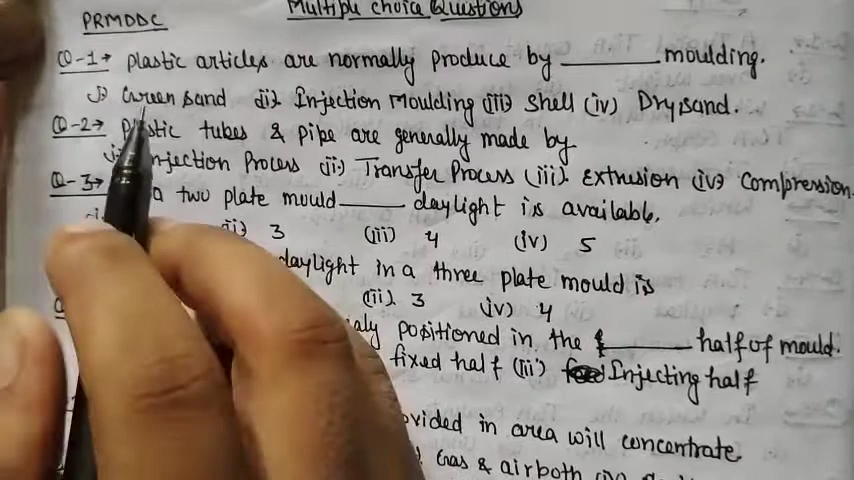 Multiple choice Questions
PRMDDC
Q-1→ plastic articles are normally produce by ______ moulding.
i) Green sand (ii) Injection Moulding (iii) Shell (iv) Dry sand.
Q-2→ Plastic tubes & pipe are generally made by
Injection Process (ii) Transfer Process (iii) Extrusion (iv) Compression.
Q-3→ a two plate mould ______ daylight is available.
(ii) 3 (iii) 4 (iv) 5
daylight in a three plate mould is
(iii) 3 (iv) 4
positioned in the ______ half of mould.
fixed half (iii) Injecting half
in area will concentrate
Gas & air both